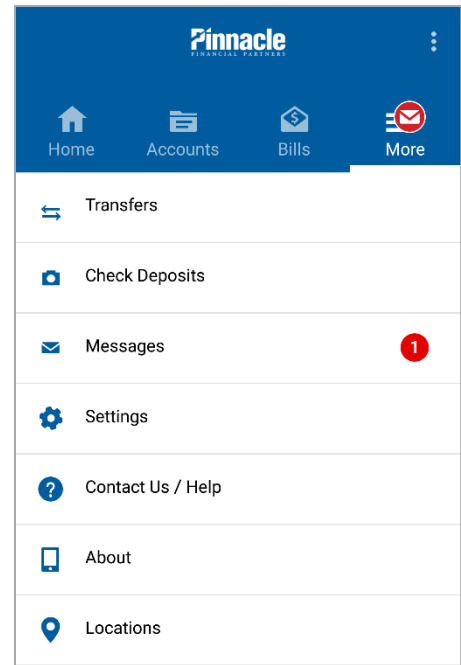 Pinnacle
FINANCIAL PARTNERS
Home Accounts Bills More
Transfers
Check Deposits
Messages 1
Settings
Contact Us / Help
About
Locations